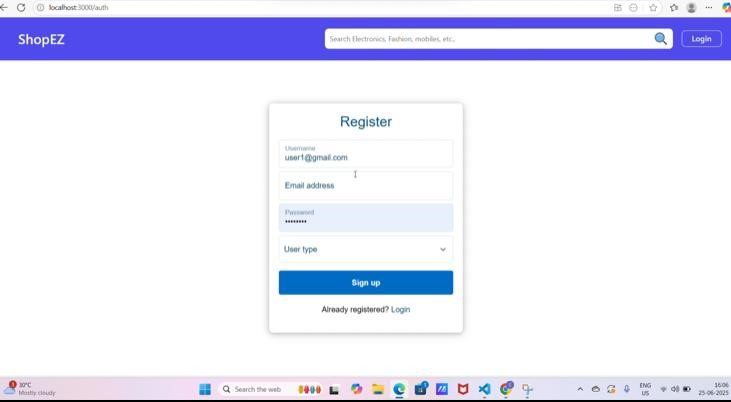 localhost:3000/auth
ShopEZ
Search Electronics, Fashion, mobiles, etc.,
Login
Register
Username
user1@gmail.com
Email address
Password
••••••••
User type
Sign up
Already registered? Login
1
30°C
Mostly cloudy
Search the web
ENG
US
16:06
25-06-2025